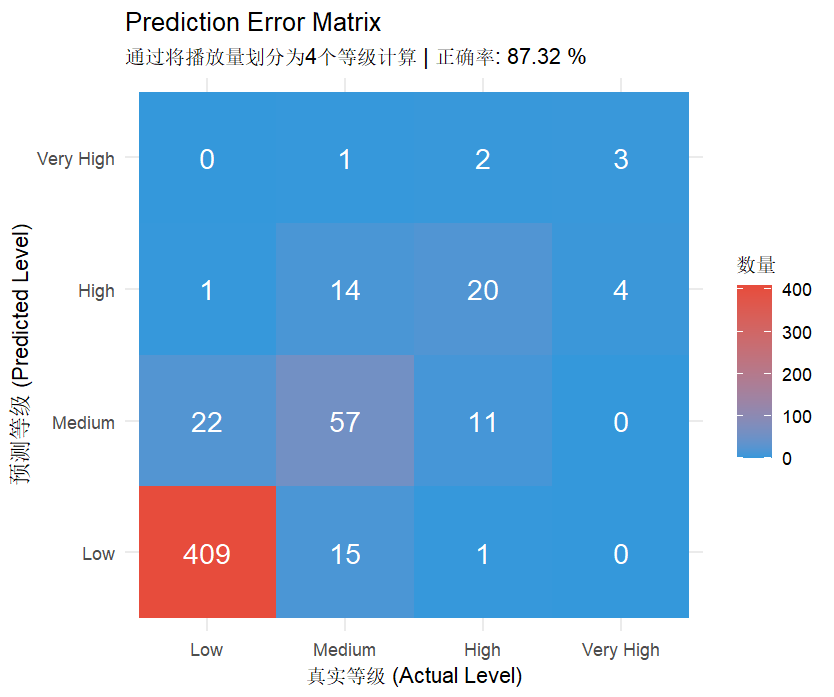 Prediction Error Matrix
通过将播放量划分为4个等级计算 | 正确率: 87.32 %
预测等级 (Predicted Level)
Very High
0 1 2 3
High
1 14 20 4
Medium
22 57 11 0
Low
409 15 1 0
Low Medium High Very High
真实等级 (Actual Level)
数量
400
300
200
100
0